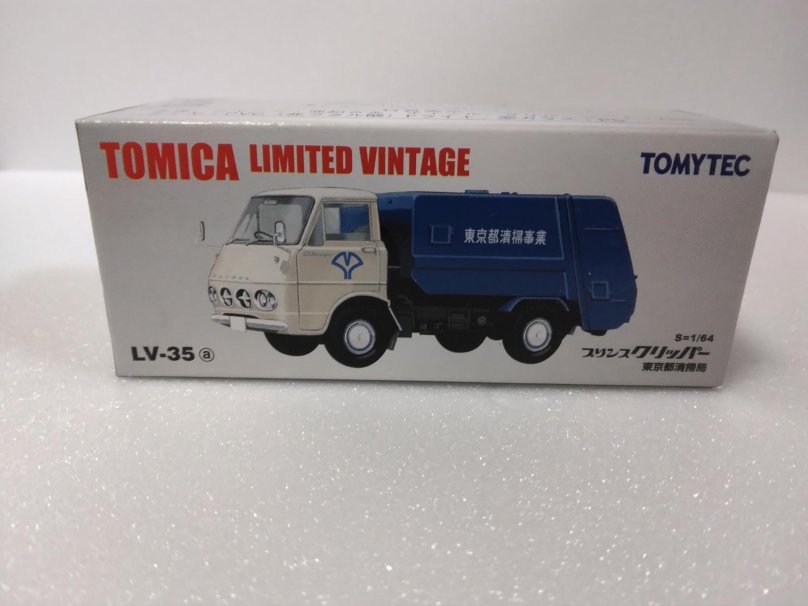 TOMICA LIMITED VINTAGE
TOMYTEC
東京都清掃事業
LV-35 ⓐ
S=1/64
プリンスクリッパー
東京都清掃局